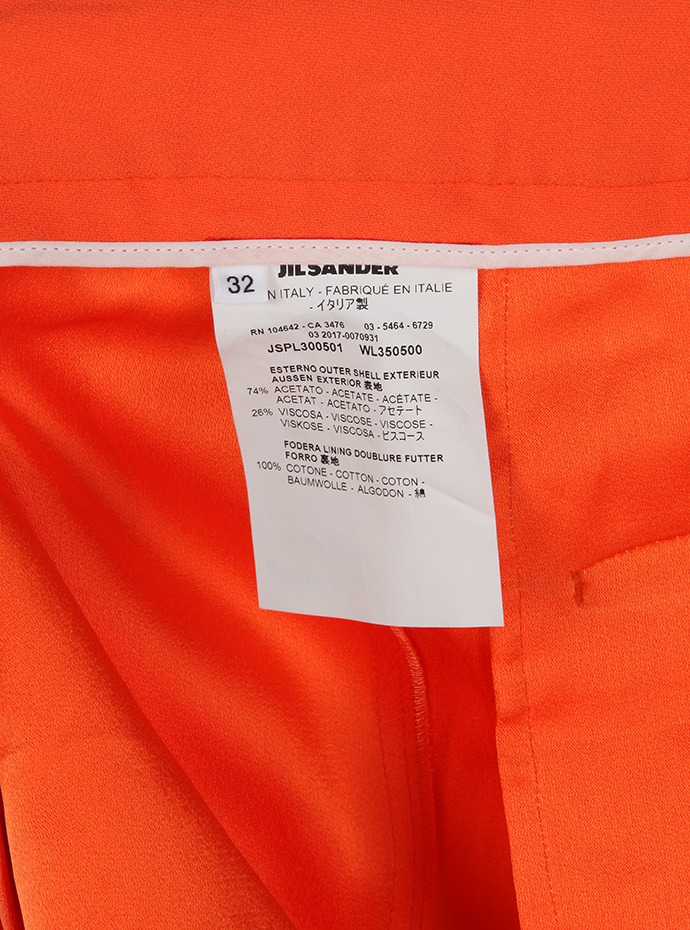 JIL SANDER
32
N ITALY - FABRIQUÉ EN ITALIE
- イタリア製
RN 104642 - CA 3476 03 - 5464 - 6729
03 2017-0070931
JSPL300501 WL350500
ESTERNO OUTER SHELL EXTERIEUR
AUSSEN EXTERIOR 表地
74% ACETATO - ACETATE - ACÉTATE -
ACETAT - ACETATO - アセテート
26% VISCOSA - VISCOSE - VISCOSE -
VISKOSE - VISCOSA - ビスコース
FODERA LINING DOUBLURE FUTTER
FORRO 裏地
100% COTONE - COTTON - COTON -
BAUMWOLLE - ALGODON - 綿